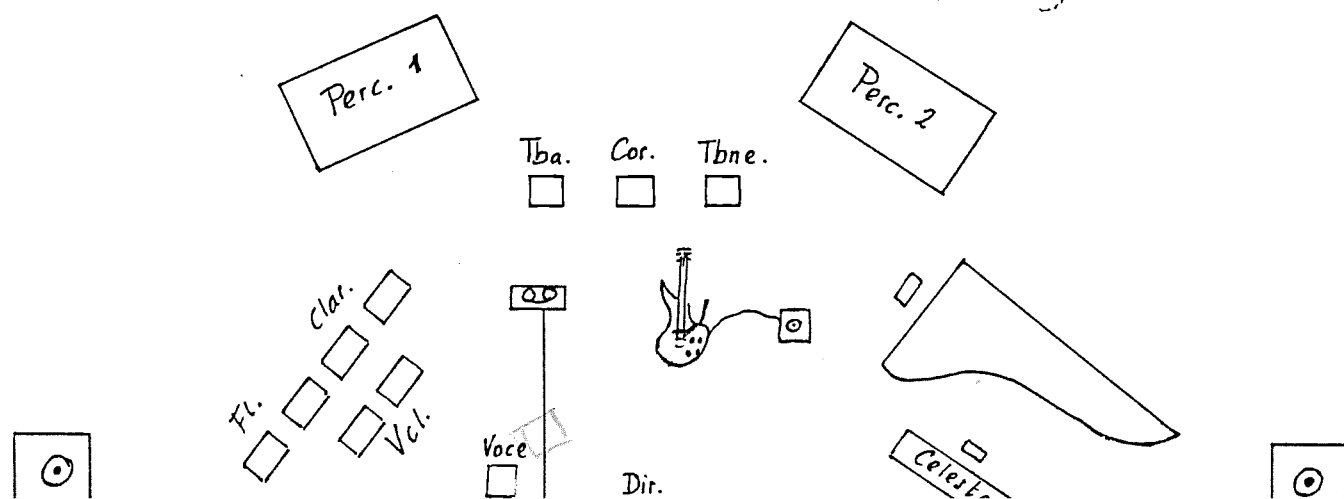 Perc. 1
Perc. 2
Tba. Cor. Tbne.
Clar.
Fl.
Vcl.
Voce
Dir.
Celesta